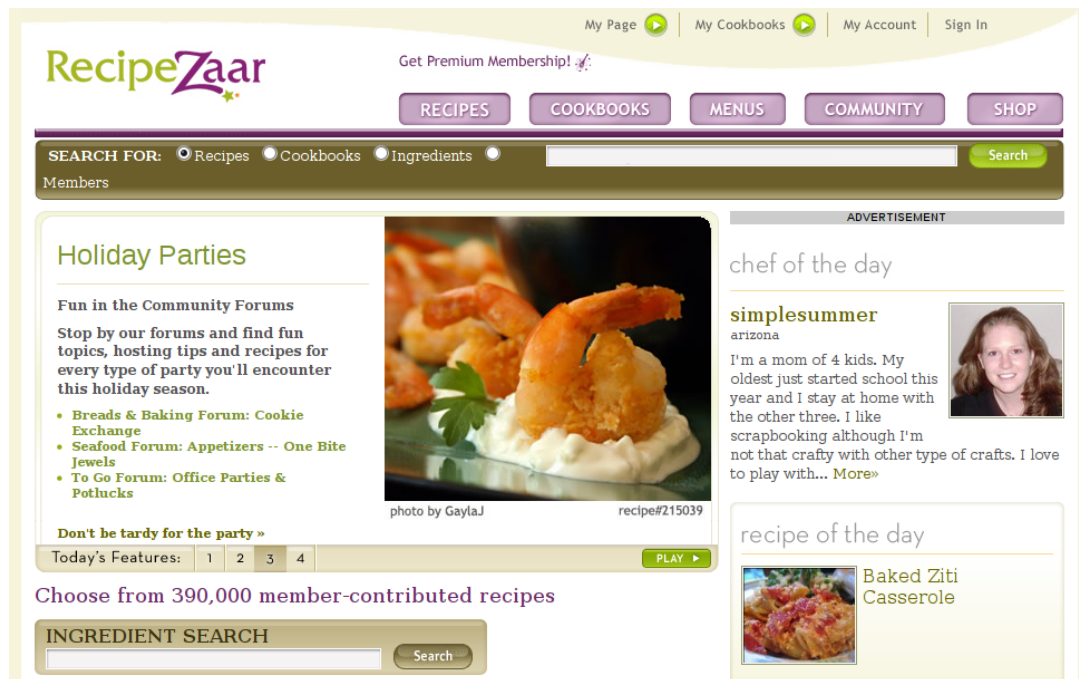 My Page
My Cookbooks
My Account
Sign In
RecipeZaar
Get Premium Membership!
RECIPES
COOKBOOKS
MENUS
COMMUNITY
SHOP
SEARCH FOR: Recipes Cookbooks Ingredients
Members
Search
Holiday Parties
Fun in the Community Forums
Stop by our forums and find fun
topics, hosting tips and recipes for
every type of party you'll encounter
this holiday season.
Breads & Baking Forum: Cookie
Exchange
Seafood Forum: Appetizers -- One Bite
Jewels
To Go Forum: Office Parties &
Potlucks
Don't be tardy for the party »
photo by GaylaJ
recipe#215039
Today's Features: 1 2 3 4
PLAY
Choose from 390,000 member-contributed recipes
INGREDIENT SEARCH
Search
ADVERTISEMENT
chef of the day
simplesummer
arizona
I'm a mom of 4 kids. My
oldest just started school this
year and I stay at home with
the other three. I like
scrapbooking although I'm
not that crafty with other type of crafts. I love
to play with... More»
recipe of the day
Baked Ziti
Casserole